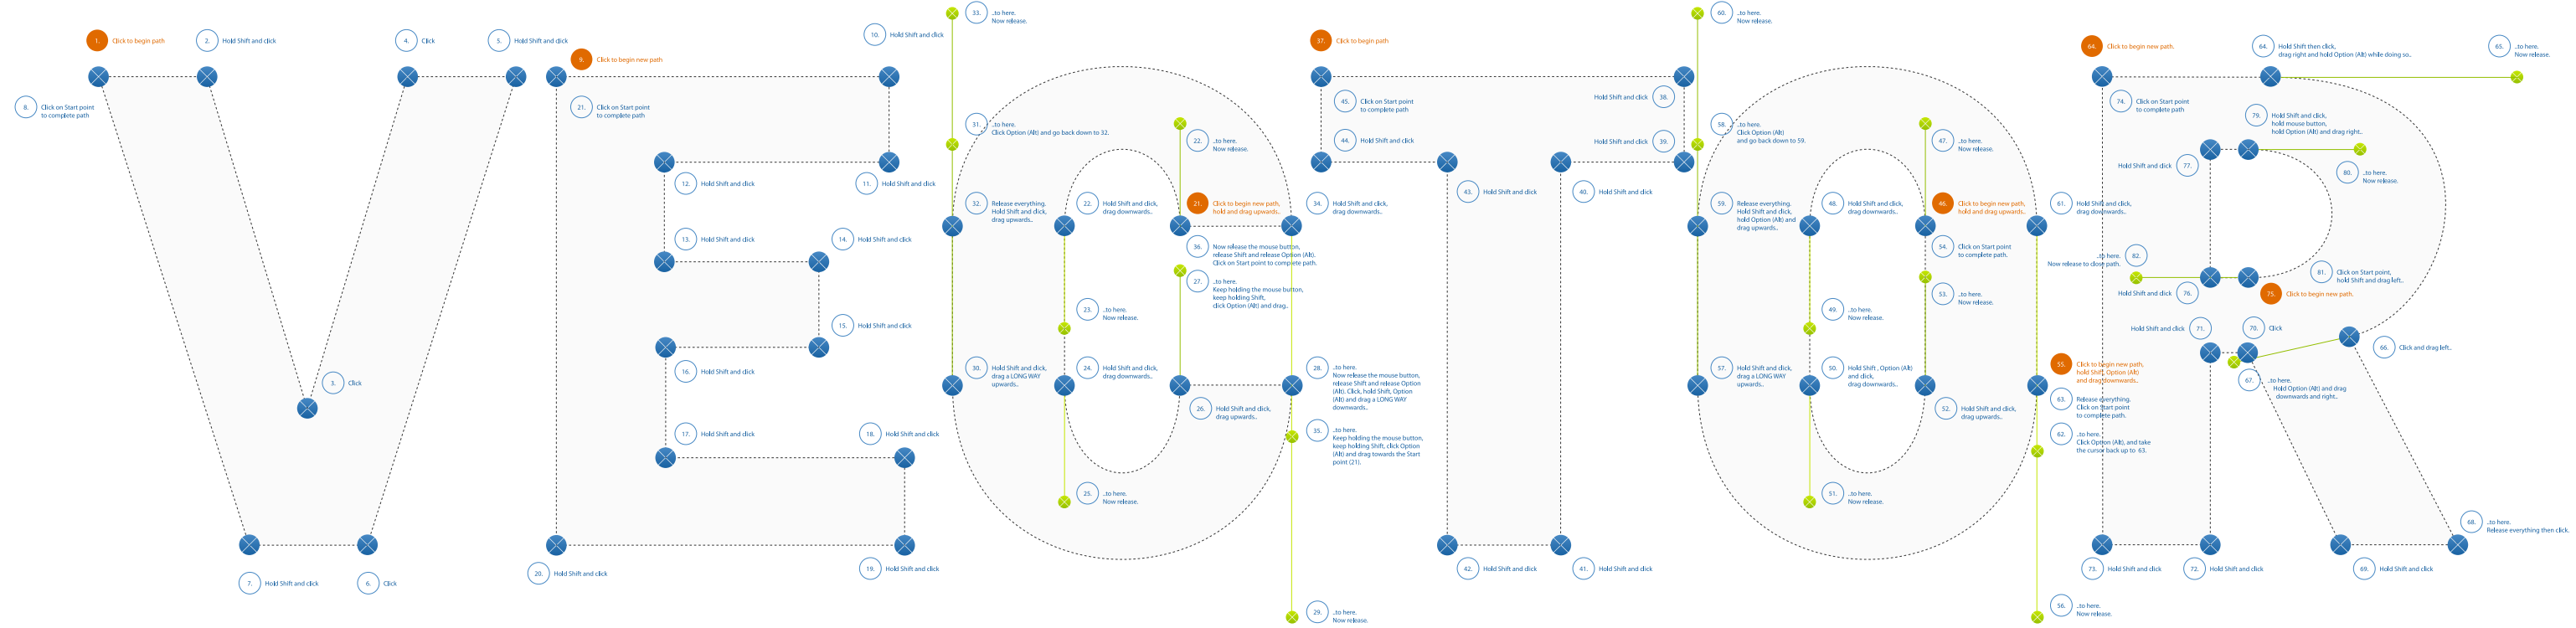 1. Click to begin path
2. Hold Shift and click
3. Click
4. Click
5. Hold Shift and click
6. Click
7. Hold Shift and click
8. Click on Start point
to complete path
9. Click to begin new path
10. Hold Shift and click
11. Hold Shift and click
12. Hold Shift and click
13. Hold Shift and click
14. Hold Shift and click
15. Hold Shift and click
16. Hold Shift and click
17. Hold Shift and click
18. Hold Shift and click
19. Hold Shift and click
20. Hold Shift and click
21. Click on Start point
to complete path
21. Click to begin new path,
hold and drag upwards..
22. ..to here.
Now release.
22. Hold Shift and click,
drag downwards..
23. ..to here.
Now release.
24. Hold Shift and click,
drag downwards..
25. ..to here.
Now release.
26. Hold Shift and click,
drag upwards..
27. ..to here.
Keep holding the mouse button,
keep holding Shift,
click Option (Alt) and drag..
28. ..to here.
Now release the mouse button,
release Shift and release Option
(Alt). Click, hold Shift, Option
(Alt) and drag a LONG WAY
downwards..
29. ..to here.
Now release.
30. Hold Shift and click,
drag a LONG WAY
upwards..
31. ..to here.
Click Option (Alt) and go back down to 32.
32. Release everything.
Hold Shift and click,
drag upwards..
33. ..to here.
Now release.
34. Hold Shift and click,
drag downwards..
35. ..to here.
Keep holding the mouse button,
keep holding Shift, click Option
(Alt) and drag towards the Start
point (21).
36. Now release the mouse button,
release Shift and release Option (Alt).
Click on Start point to complete path.
37. Click to begin path
Hold Shift and click 38.
Hold Shift and click 39.
40. Hold Shift and click
41. Hold Shift and click
42. Hold Shift and click
43. Hold Shift and click
44. Hold Shift and click
45. Click on Start point
to complete path
46. Click to begin new path,
hold and drag upwards..
47. ..to here.
Now release.
48. Hold Shift and click,
drag downwards..
49. ..to here.
Now release.
50. Hold Shift , Option (Alt)
and click,
drag downwards..
51. ..to here.
Now release.
52. Hold Shift and click,
drag upwards..
53. ..to here.
Now release.
54. Click on Start point
to complete path.
55. Click to begin new path,
hold Shift, Option (Alt)
and drag downwards..
56. ..to here.
Now release.
57. Hold Shift and click,
drag a LONG WAY
upwards..
58. ..to here.
Click Option (Alt)
and go back down to 59.
59. Release everything.
Hold Shift and click,
hold Option (Alt) and
drag upwards..
60. ..to here.
Now release.
61. Hold Shift and click,
drag downwards..
62. ..to here.
Click Option (Alt), and take
the cursor back up to 63.
63. Release everything.
Click on Start point
to complete path.
64. Click to begin new path.
64. Hold Shift then click,
drag right and hold Option (Alt) while doing so..
65. ..to here.
Now release.
66. Click and drag left..
67. ..to here.
Hold Option (Alt) and drag
downwards and right..
68. ..to here.
Release everything then click.
69. Hold Shift and click
70. Click
Hold Shift and click 71.
72. Hold Shift and click
73. Hold Shift and click
74. Click on Start point
to complete path
75. Click to begin new path.
Hold Shift and click 76.
Hold Shift and click 77.
79. Hold Shift and click,
hold mouse button,
hold Option (Alt) and drag right..
80. ..to here.
Now release.
81. Click on Start point,
hold Shift and drag left..
..to here. 82.
Now release to close path.